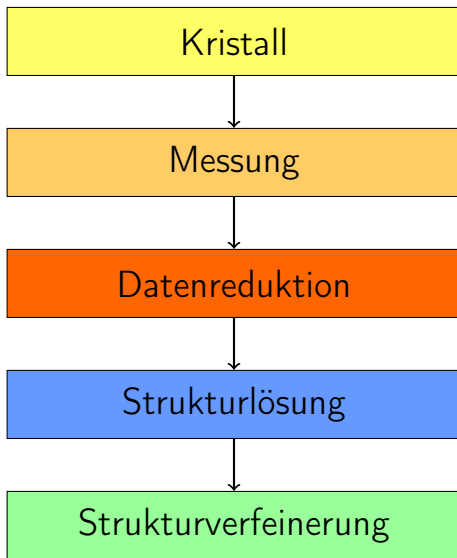 Kristall
Messung
Datenreduktion
Strukturlösung
Strukturverfeinerung